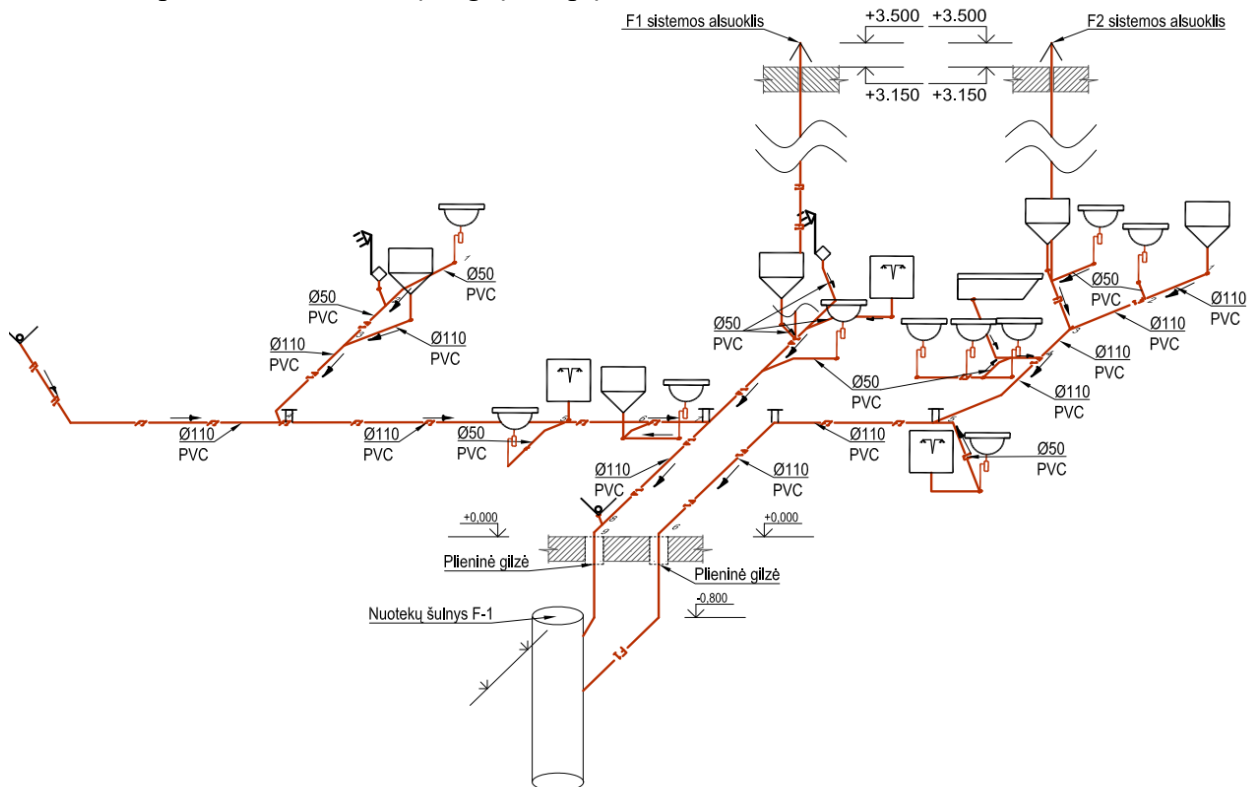 F1 sistemos alsuoklis
+3.500
+3.500
F2 sistemos alsuoklis
+3.150
+3.150
Ø50
PVC
Ø50
PVC
Ø110
PVC
Ø110
PVC
Ø50
PVC
Ø50
PVC
Ø110
PVC
Ø110
PVC
Ø110
PVC
Ø50
PVC
Ø110
PVC
Ø110
PVC
Ø110
PVC
Ø50
PVC
Ø110
PVC
Ø50
PVC
Ø110
PVC
Ø110
PVC
+0,000
+0,000
Plieninė gilzė
Plieninė gilzė
-0,800
Nuotekų šulnys F-1
F1